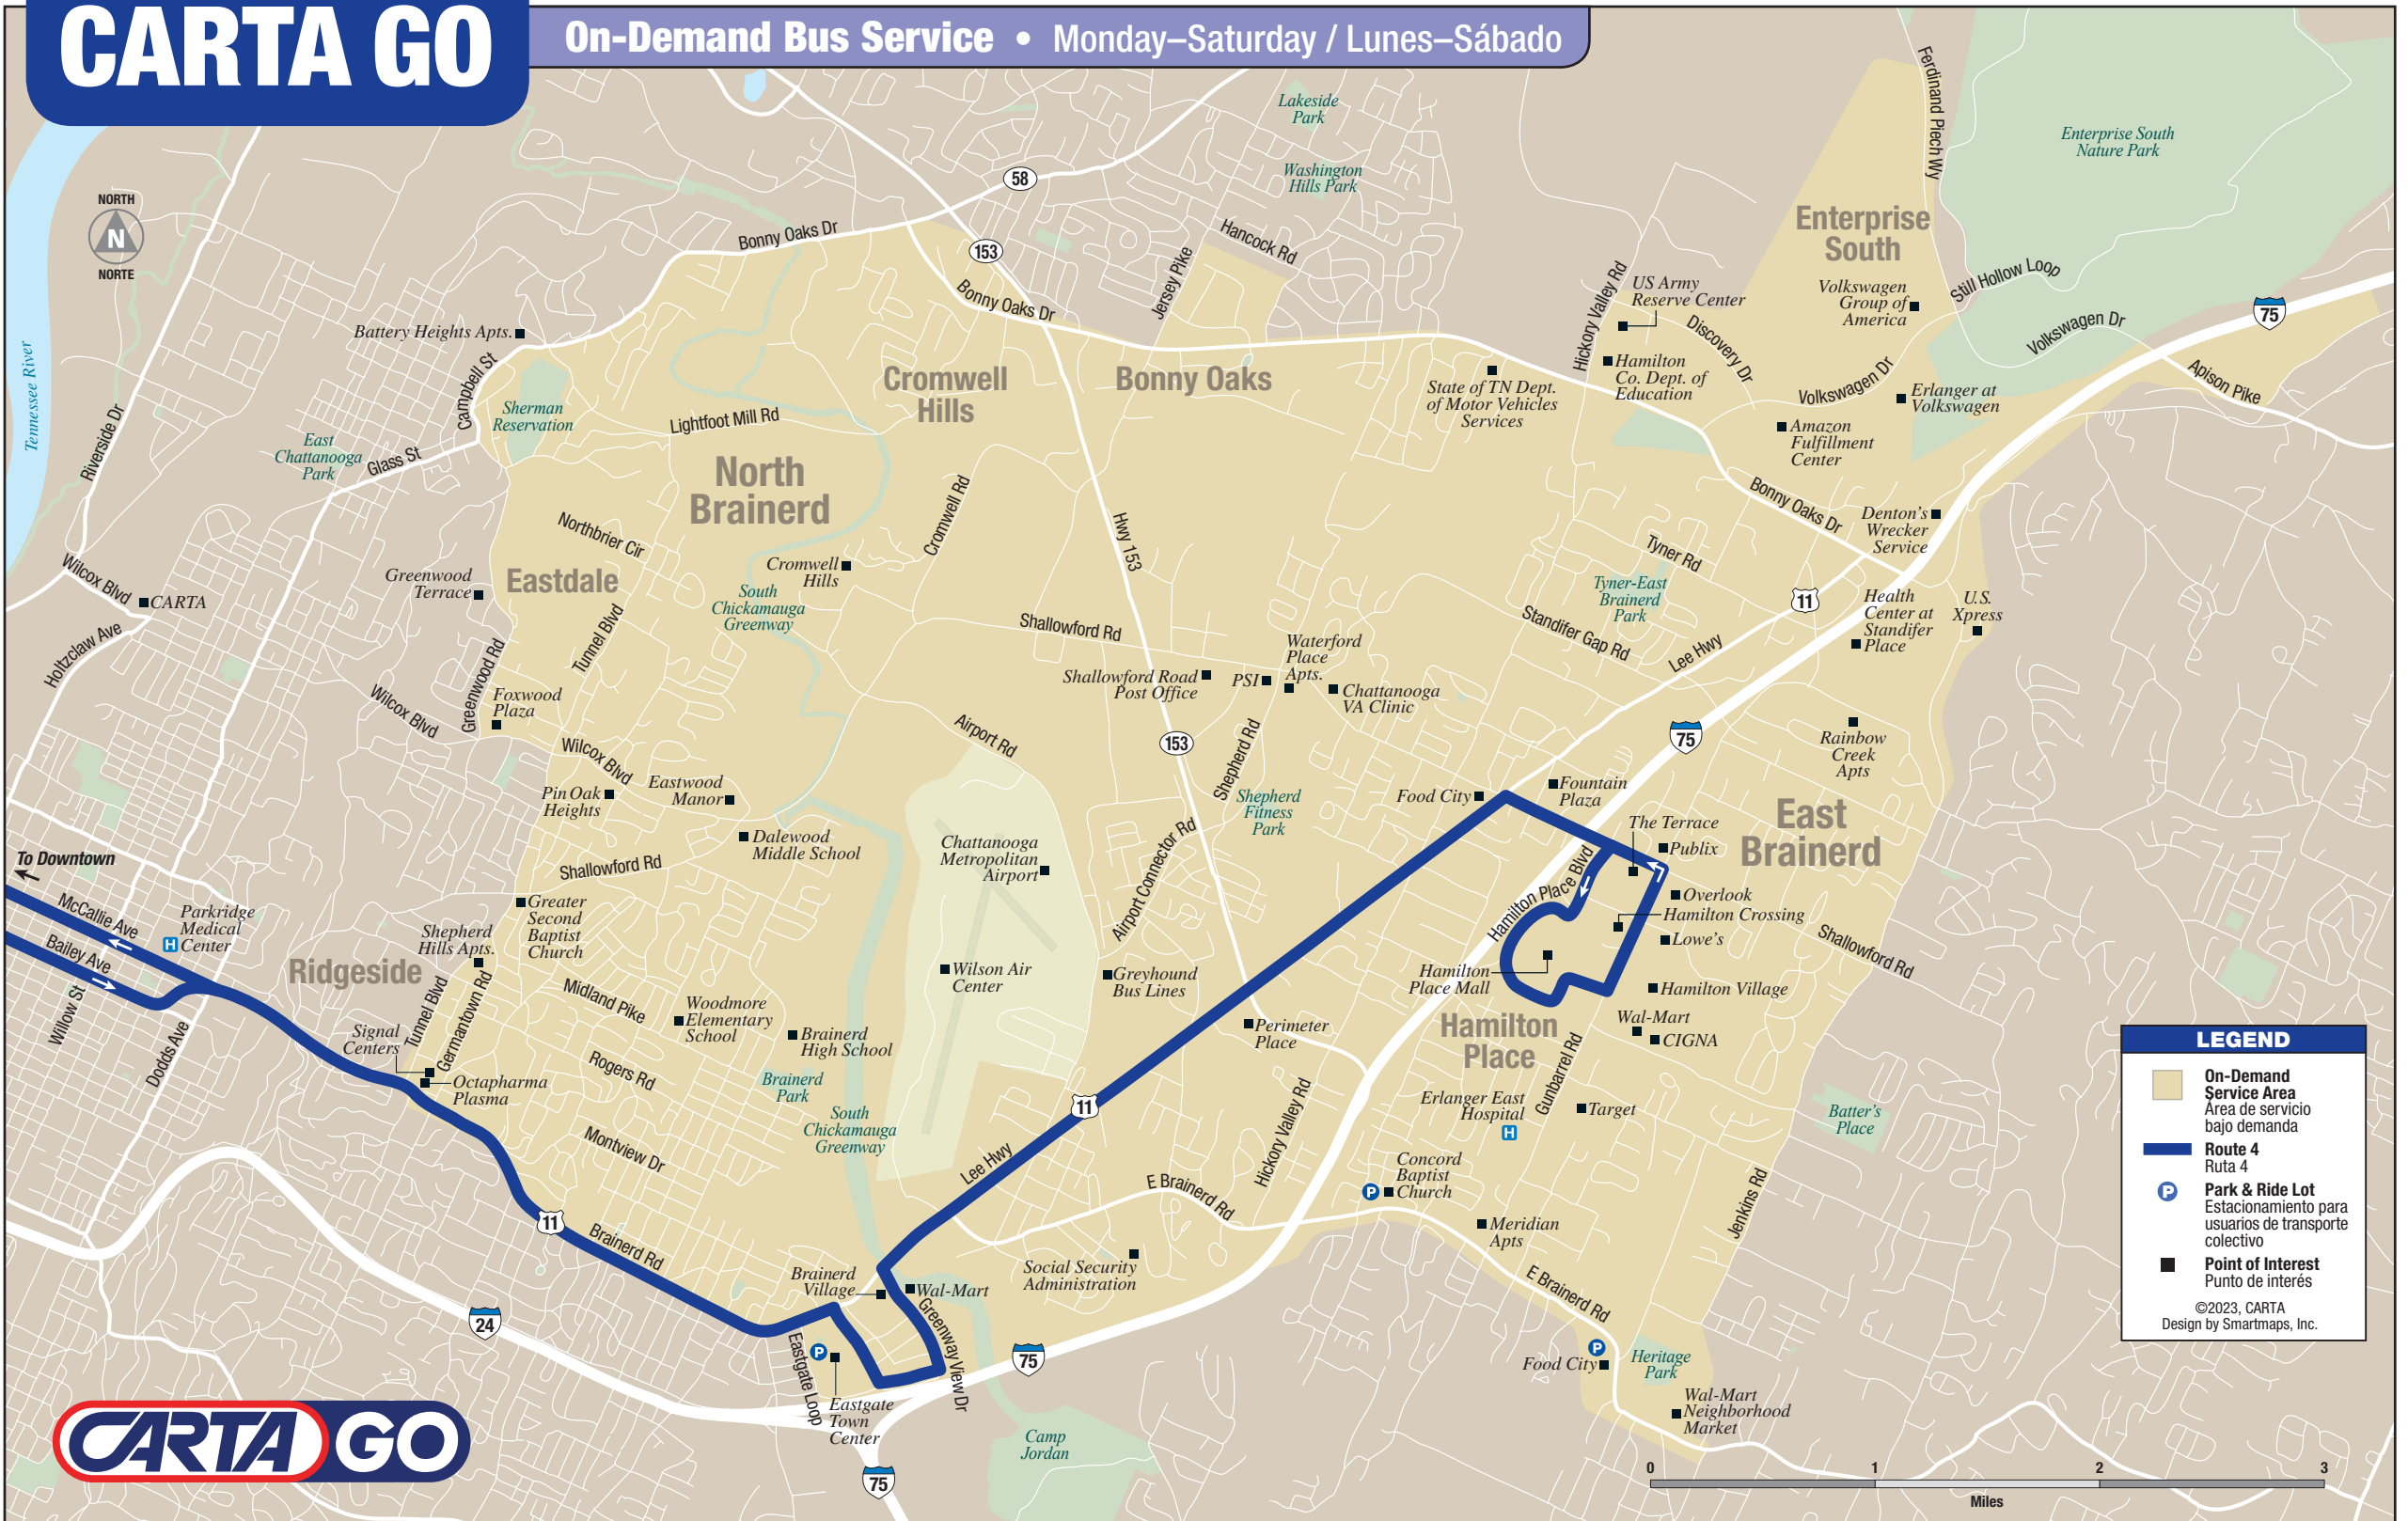 CARTA GO
On-Demand Bus Service • Monday–Saturday / Lunes–Sábado
NORTH
N
NORTE
Tennessee River
Riverside Dr
Wilcox Blvd
CARTA
Holtzclaw Ave
East
Chattanooga
Park
Glass St
Campbell St
Battery Heights Apts.
Sherman
Reservation
Bonny Oaks Dr
58
153
Bonny Oaks Dr
Lakeside
Park
Washington
Hills Park
Hancock Rd
Jersey Pike
Cromwell
Hills
Bonny Oaks
Lightfoot Mill Rd
North
Brainerd
Northbrier Cir
Eastdale
Greenwood
Terrace
Greenwood Rd
Tunnel Blvd
Foxwood
Plaza
Wilcox Blvd
Wilcox Blvd
Cromwell
Hills
South
Chickamauga
Greenway
Cromwell Rd
Hwy 153
Shallowford Rd
Shallowford Road
Post Office
PSI
Waterford
Place
Apts.
Chattanooga
VA Clinic
153
Shepherd Rd
Shepherd
Fitness
Park
Airport Rd
Airport Connector Rd
Ferdinand Piech Wy
Enterprise South
Nature Park
Enterprise
South
Volkswagen
Group of
America
Still Hollow Loop
Volkswagen Dr
75
Apison Pike
Hickory Valley Rd
US Army
Reserve Center
Discovery Dr
Hamilton
Co. Dept. of
Education
State of TN Dept.
of Motor Vehicles
Services
Volkswagen Dr
Erlanger at
Volkswagen
Amazon
Fulfillment
Center
Bonny Oaks Dr
Denton's
Wrecker
Service
Tyner Rd
Tyner-East
Brainerd
Park
11
Health
Center at
Standifer
Place
U.S.
Xpress
Standifer Gap Rd
Lee Hwy
75
Rainbow
Creek
Apts
East
Brainerd
Pin Oak
Heights
Eastwood
Manor
Dalewood
Middle School
Shallowford Rd
Chattanooga
Metropolitan
Airport
Wilson Air
Center
Greyhound
Bus Lines
Food City
Fountain
Plaza
The Terrace
Publix
Hamilton Place Blvd
Overlook
Hamilton Crossing
Lowe's
Shallowford Rd
Hamilton
Place Mall
Hamilton Village
Wal-Mart
CIGNA
Hamilton
Place
Gunbarrel Rd
Perimeter
Place
To Downtown
McCallie Ave
Bailey Ave
H
Parkridge
Medical
Center
Willow St
Dodds Ave
Ridgeside
Greater
Second
Baptist
Church
Shepherd
Hills Apts.
Tunnel Blvd
Germantown Rd
Signal
Centers
Octapharma
Plasma
Midland Pike
Woodmore
Elementary
School
Brainerd
High School
Rogers Rd
Brainerd
Park
South
Chickamauga
Greenway
Montview Dr
11
Brainerd Rd
11
Lee Hwy
E Brainerd Rd
Hickory Valley Rd
Erlanger East
Hospital
H
Target
Concord
Baptist
Church
P
Meridian
Apts
Jenkins Rd
Batter's
Place
E Brainerd Rd
P
Food City
Heritage
Park
Wal-Mart
Neighborhood
Market
Social Security
Administration
Brainerd
Village
Wal-Mart
Greenway View Dr
Eastgate Loop
P
Eastgate
Town
Center
24
75
75
Camp
Jordan
CARTA GO
LEGEND
On-Demand
Service Area
Área de servicio
bajo demanda
Route 4
Ruta 4
P
Park & Ride Lot
Estacionamiento para
usuarios de transporte
colectivo
Point of Interest
Punto de interés
©2023, CARTA
Design by Smartmaps, Inc.
0 1 2 3
Miles